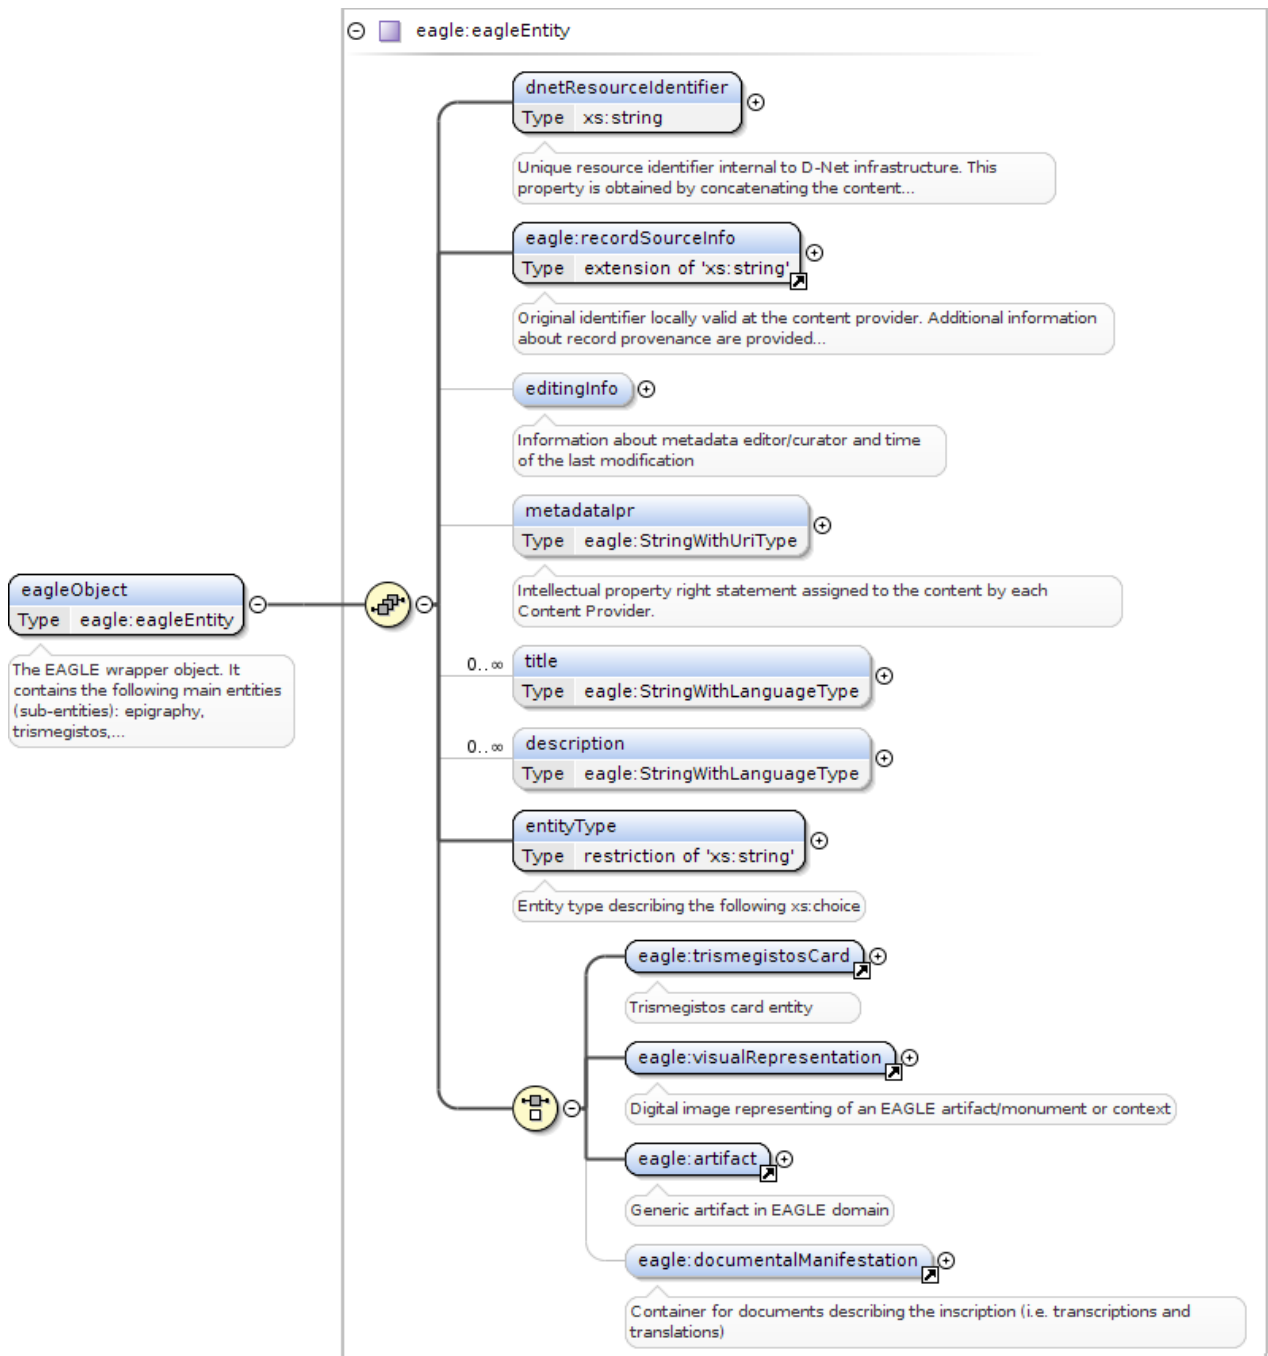 eagle:eagleEntity
dnetResourceIdentifier
Type xs:string
Unique resource identifier internal to D-Net infrastructure. This
property is obtained by concatenating the content...
eagle:recordSourceInfo
Type extension of 'xs:string'
Original identifier locally valid at the content provider. Additional information
about record provenance are provided...
editingInfo
Information about metadata editor/curator and time
of the last modification
metadataIpr
Type eagle:StringWithUriType
Intellectual property right statement assigned to the content by each
Content Provider.
eagleObject
Type eagle:eagleEntity
The EAGLE wrapper object. It
contains the following main entities
(sub-entities): epigraphy,
trismegistos,...
0..∞ title
Type eagle:StringWithLanguageType
0..∞ description
Type eagle:StringWithLanguageType
entityType
Type restriction of 'xs:string'
Entity type describing the following xs:choice
eagle:trismegistosCard
Trismegistos card entity
eagle:visualRepresentation
Digital image representing of an EAGLE artifact/monument or context
eagle:artifact
Generic artifact in EAGLE domain
eagle:documentalManifestation
Container for documents describing the inscription (i.e. transcriptions and
translations)